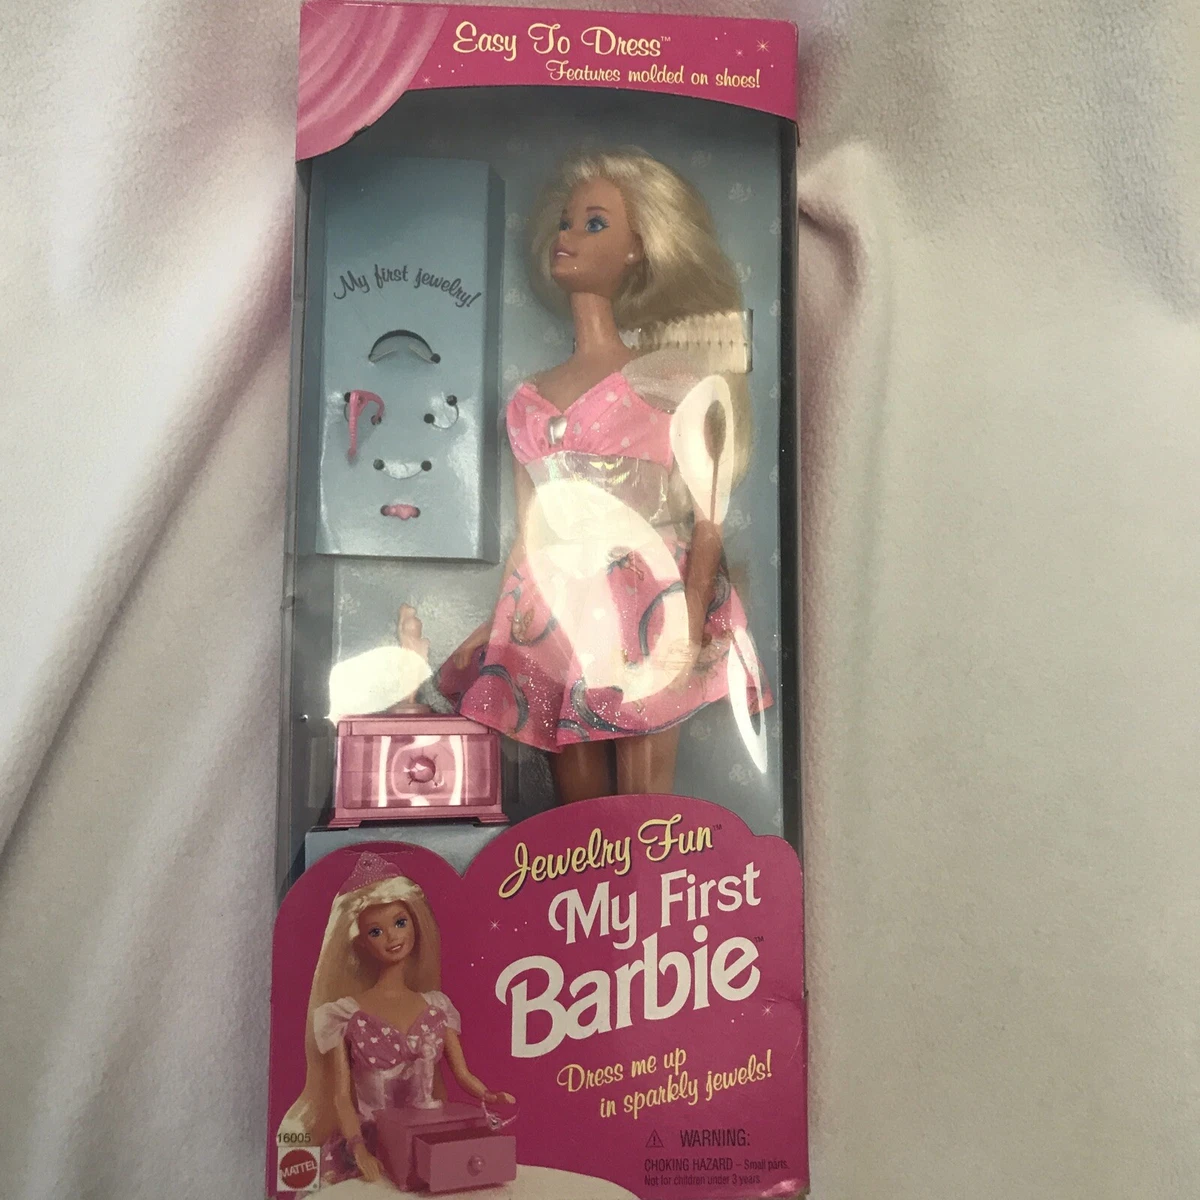 Easy To Dress™
Features molded on shoes!
My first jewelry!
Jewelry Fun™
My First
Barbie™
Dress me up
in sparkly jewels!
16005
MATTEL
®
⚠ WARNING:
CHOKING HAZARD – Small parts.
Not for children under 3 years.